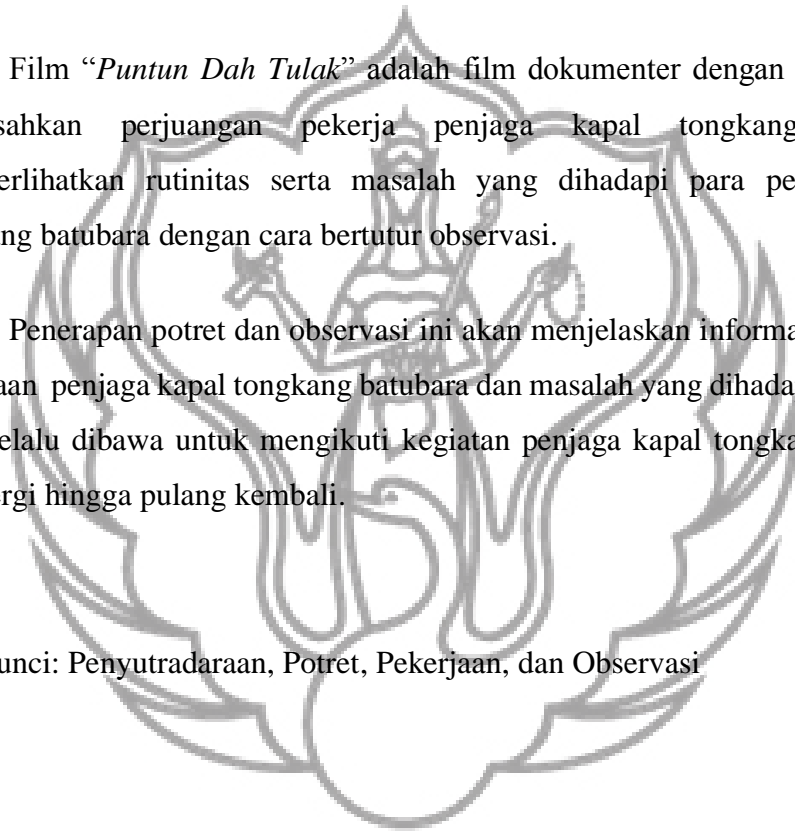 Film “Puntun Dah Tulak” adalah film dokumenter dengan
sahkan perjuangan pekerja penjaga kapal tongkang
erlihatkan rutinitas serta masalah yang dihadapi para pe
ng batubara dengan cara bertutur observasi.
Penerapan potret dan observasi ini akan menjelaskan informa
aan penjaga kapal tongkang batubara dan masalah yang dihada
elalu dibawa untuk mengikuti kegiatan penjaga kapal tongka
ergi hingga pulang kembali.
unci: Penyutradaraan, Potret, Pekerjaan, dan Observasi